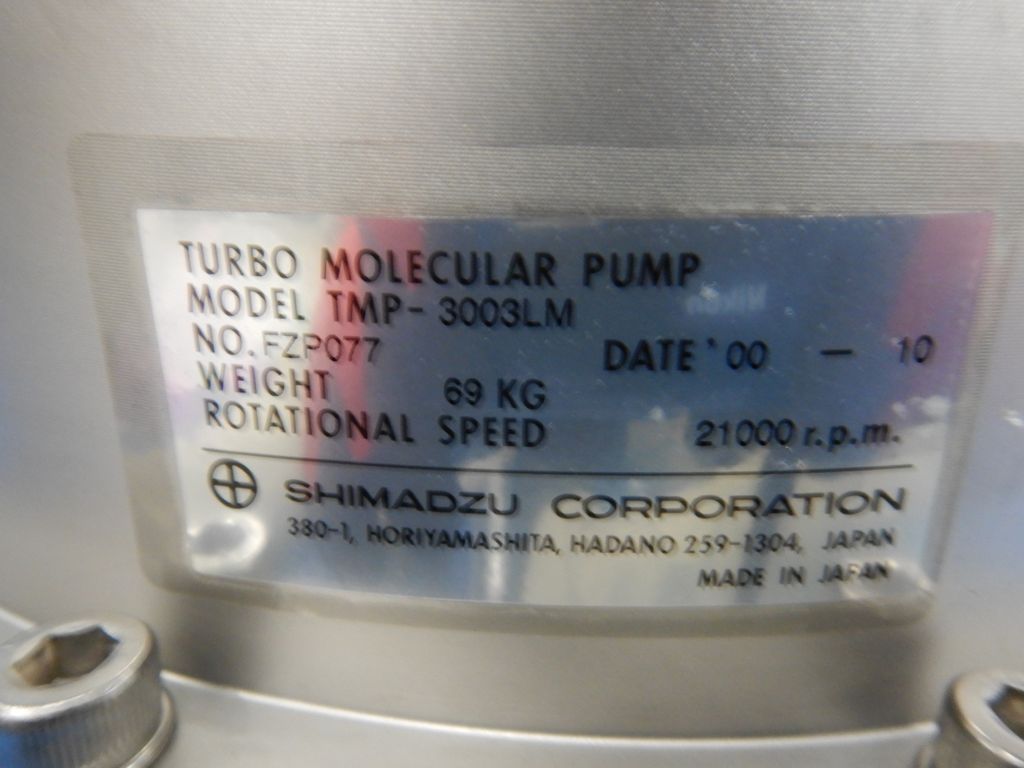 TURBO MOLECULAR PUMP
MODEL TMP-3003LM
NO. FZP077 DATE '00 — 10
WEIGHT 69 KG
ROTATIONAL SPEED 21000 r.p.m.
SHIMADZU CORPORATION
380-1, HORIYAMASHITA, HADANO 259-1304, JAPAN
MADE IN JAPAN